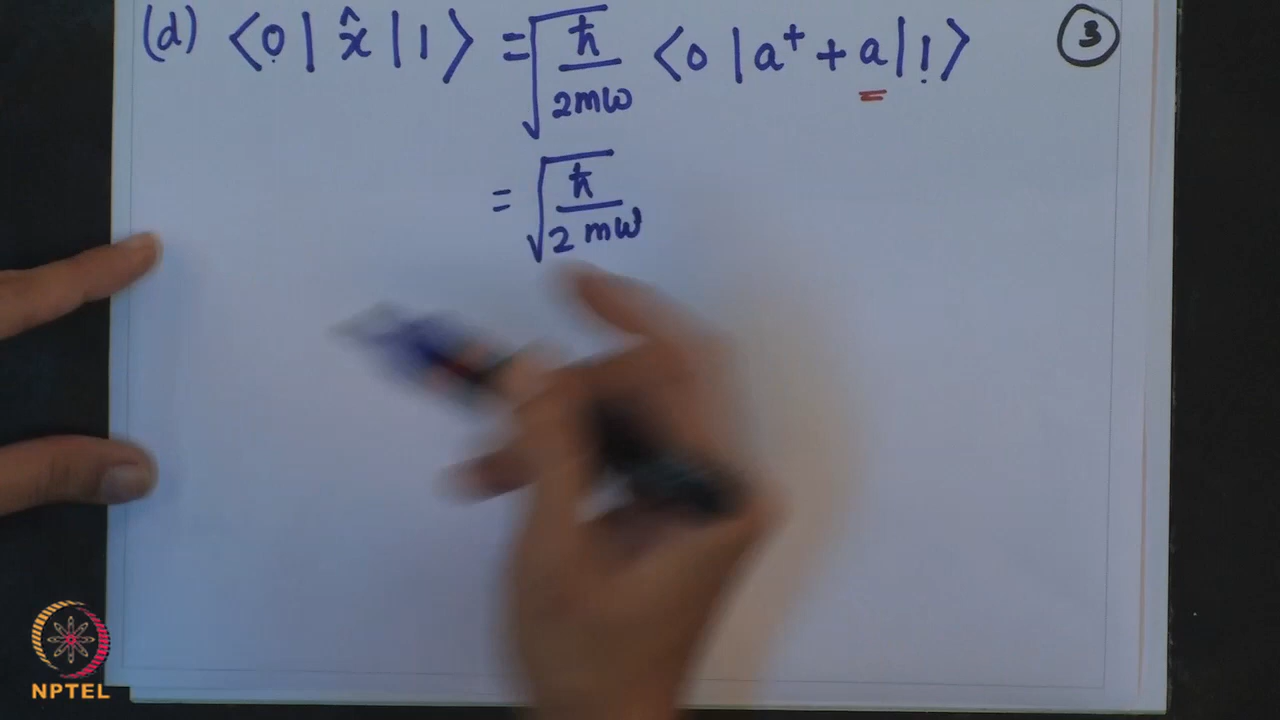 (d) ⟨0| x̂ |1⟩ = √(ħ/2mω) ⟨0|a⁺ + a|1⟩ ③
= √(ħ/2mω)
NPTEL